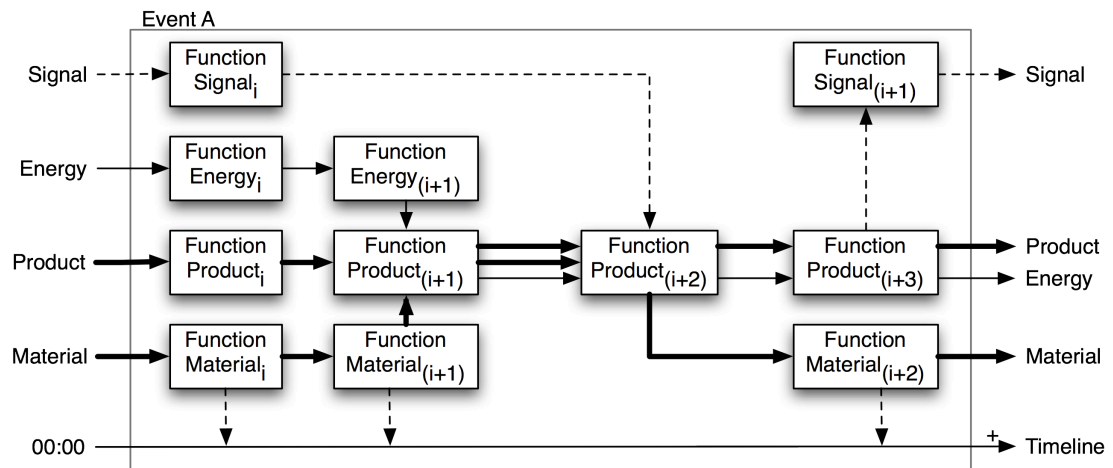 Event A
Signal
Function
Signal_i
Function
Signal_(i+1)
Signal
Energy
Function
Energy_i
Function
Energy_(i+1)
Product
Function
Product_i
Function
Product_(i+1)
Function
Product_(i+2)
Function
Product_(i+3)
Product
Energy
Material
Function
Material_i
Function
Material_(i+1)
Function
Material_(i+2)
Material
00:00
+
Timeline